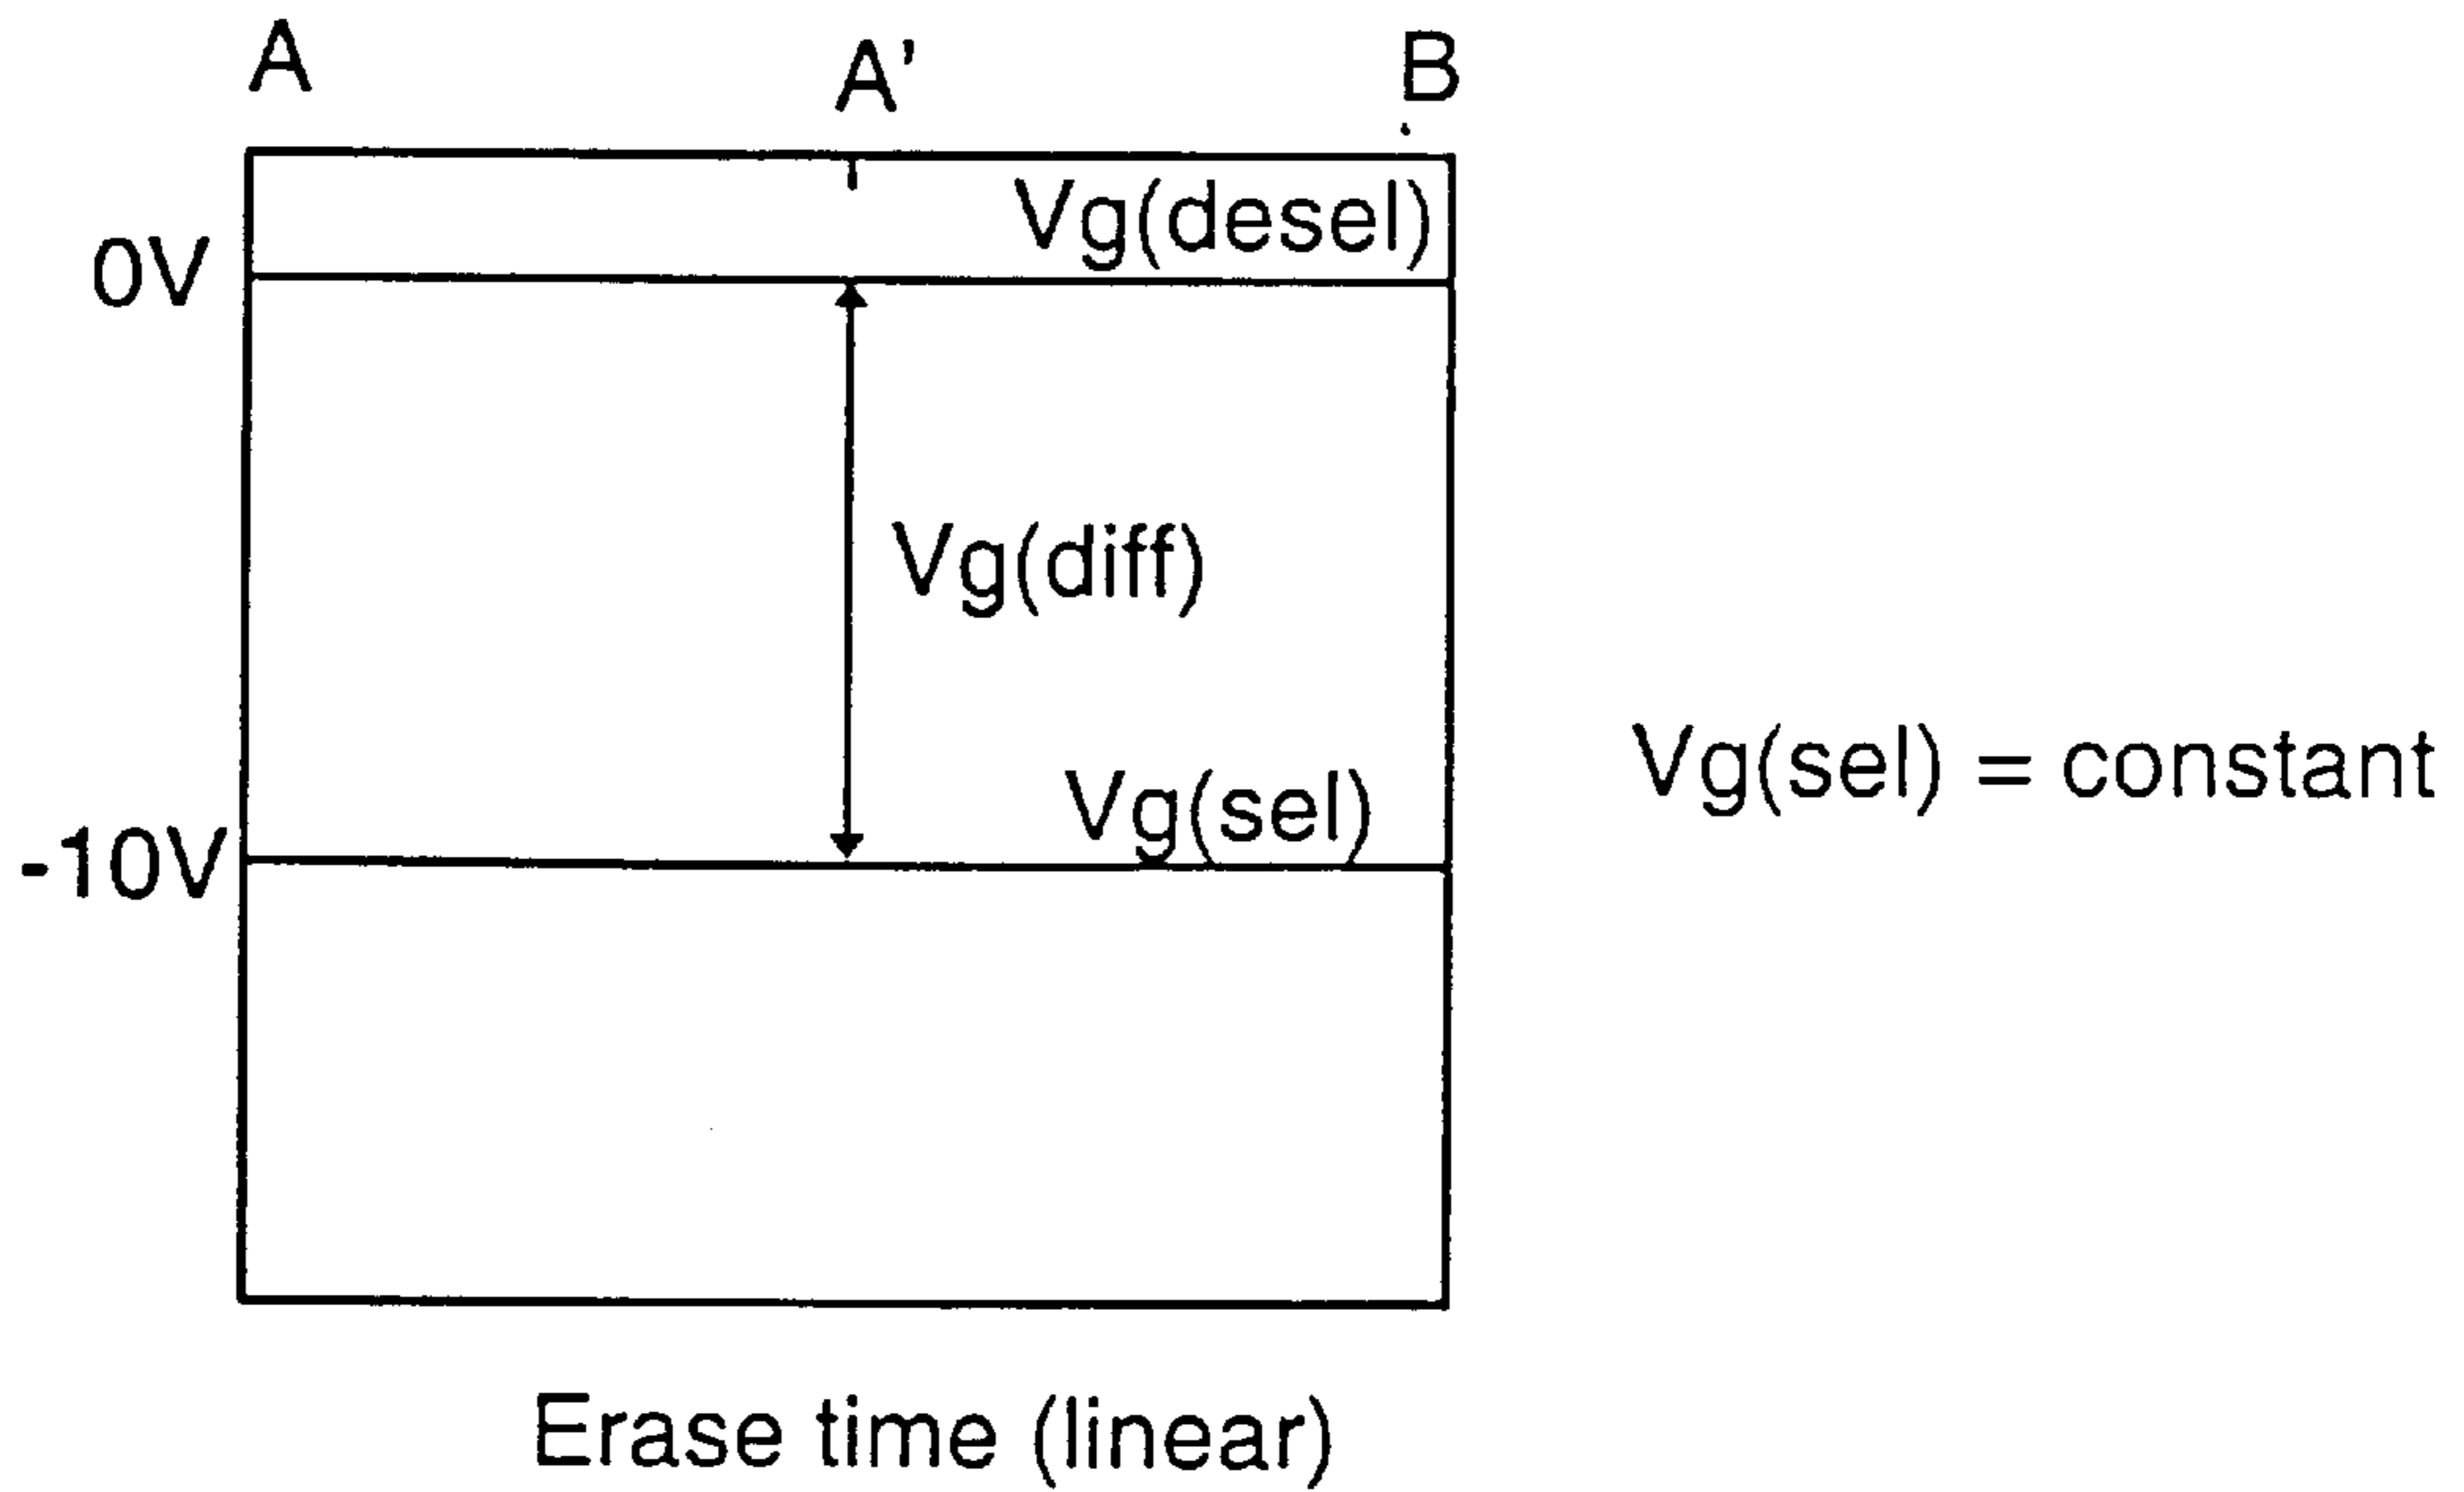 A A' B
Vg(desel)
0V
Vg(diff)
Vg(sel) = constant
Vg(sel)
-10V
Erase time (linear)